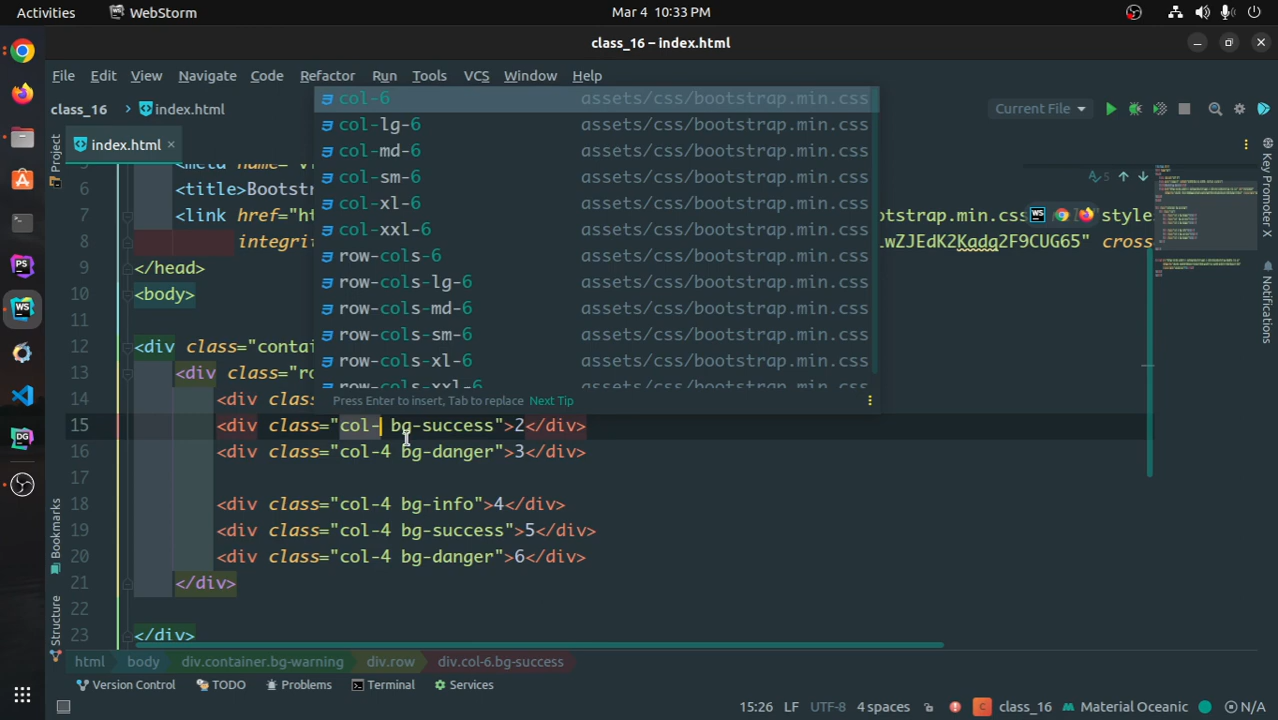 Activities WebStorm Mar 4 10:33 PM
class_16 – index.html
File Edit View Navigate Code Refactor Run Tools VCS Window Help
class_16 index.html Current File
index.html
col-6 assets/css/bootstrap.min.css
col-lg-6 assets/css/bootstrap.min.css
col-md-6 assets/css/bootstrap.min.css
col-sm-6 assets/css/bootstrap.min.css
col-xl-6 assets/css/bootstrap.min.css
col-xxl-6 assets/css/bootstrap.min.css
row-cols-6 assets/css/bootstrap.min.css
row-cols-lg-6 assets/css/bootstrap.min.css
row-cols-md-6 assets/css/bootstrap.min.css
row-cols-sm-6 assets/css/bootstrap.min.css
row-cols-xl-6 assets/css/bootstrap.min.css
row-cols-xxl-6 assets/css/bootstrap.min.css
Press Enter to insert, Tab to replace Next Tip
6 <title>Bootstr
7 <link href="ht otstrap.min.css style
8 integrit lWZJEdK2Kadq2F9CUG65" cross
9 </head>
10 <body>
11
12 <div class="contai
13 <div class="ro
14 <div clas
15 <div class="col- bg-success">2</div>
16 <div class="col-4 bg-danger">3</div>
17
18 <div class="col-4 bg-info">4</div>
19 <div class="col-4 bg-success">5</div>
20 <div class="col-4 bg-danger">6</div>
21 </div>
22
23 </div>
Project
Bookmarks
Structure
Key Promoter X
Notifications
html body div.container.bg-warning div.row div.col-6.bg-success
Version Control TODO Problems Terminal Services
15:26 LF UTF-8 4 spaces C class_16 Material Oceanic N/A